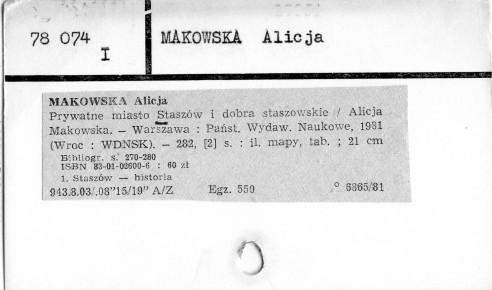 78 074
I
MAKOWSKA Alicja
MAKOWSKA Alicja
Prywatne miasto Staszów i dobra staszowskie / Alicja
Makowska. — Warszawa : Państ. Wydaw. Naukowe, 1981
(Wroc : WDNSK). — 282, [2] s. : il. mapy, tab. ; 21 cm
Bibliogr. s. 270-280
ISBN 83-01-02600-6 : 60 zł
1. Staszów — historia
943.8.03/.08"15/19" A/Z Egz. 550 ° 6865/81